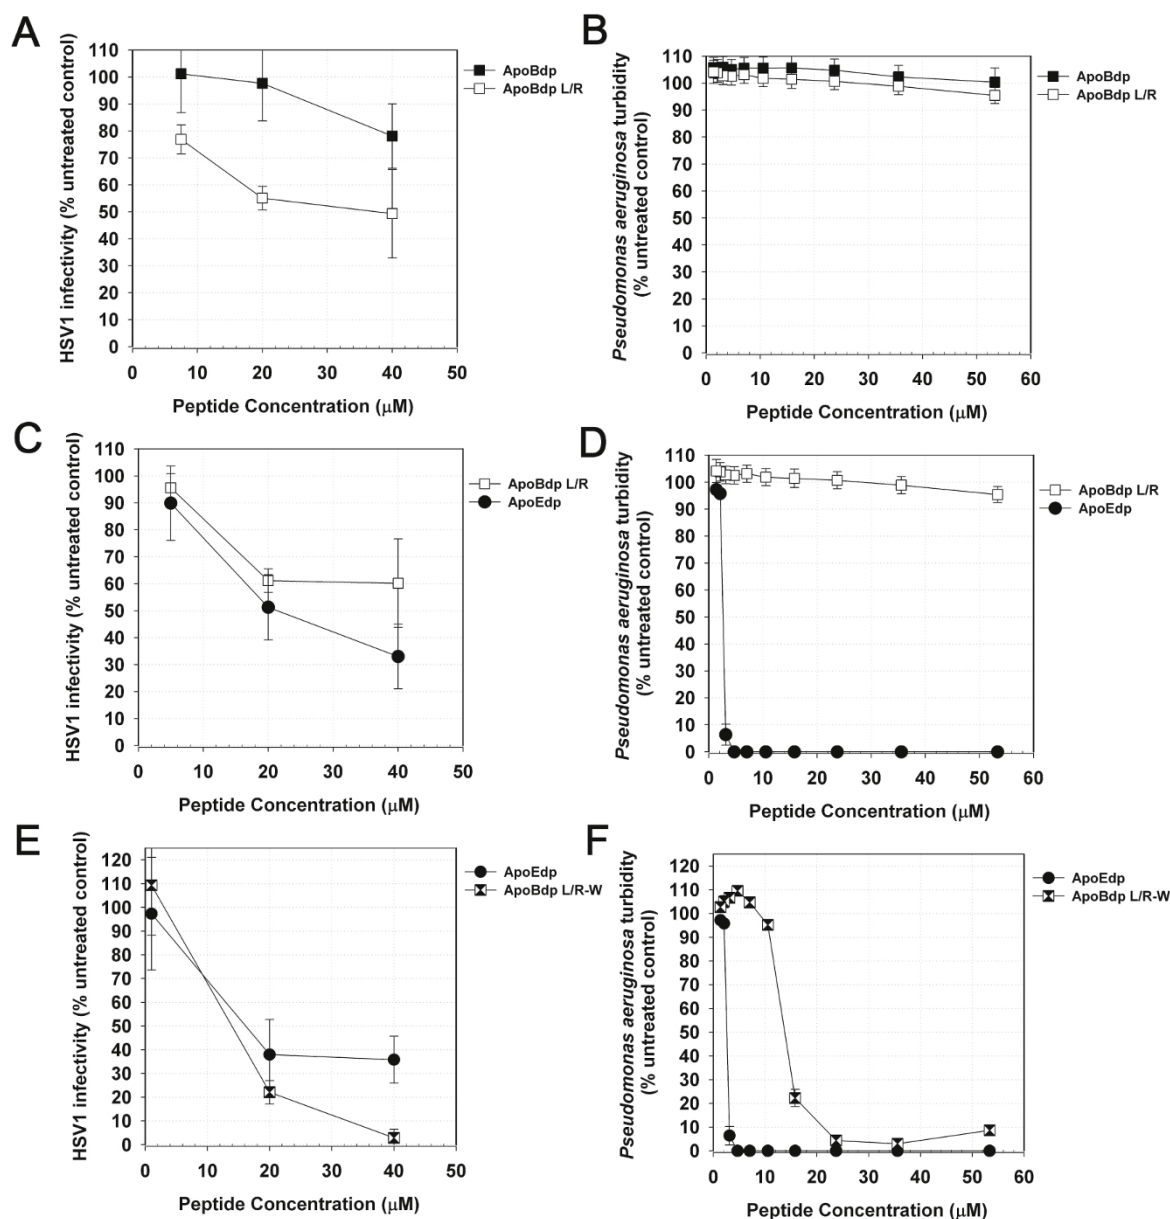 A
HSV1 infectivity (% untreated control)
110
100
90
80
70
60
50
40
30
20
10
0
0 10 20 30 40 50
Peptide Concentration (μM)
ApoBdp
ApoBdp L/R
B
Pseudomonas aeruginosa turbidity
(% untreated control)
110
100
90
80
70
60
50
40
30
20
10
0
0 10 20 30 40 50 60
Peptide Concentration (μM)
ApoBdp
ApoBdp L/R
C
HSV1 infectivity (% untreated control)
110
100
90
80
70
60
50
40
30
20
10
0
0 10 20 30 40 50
Peptide Concentration (μM)
ApoBdp L/R
ApoEdp
D
Pseudomonas aeruginosa turbidity
(% untreated control)
110
100
90
80
70
60
50
40
30
20
10
0
0 10 20 30 40 50 60
Peptide Concentration (μM)
ApoBdp L/R
ApoEdp
E
HSV1 infectivity (% untreated control)
120
110
100
90
80
70
60
50
40
30
20
10
0
0 10 20 30 40 50
Peptide Concentration (μM)
ApoEdp
ApoBdp L/R-W
F
Pseudomonas aeruginosa turbidity
(% untreated control)
120
110
100
90
80
70
60
50
40
30
20
10
0
0 10 20 30 40 50 60
Peptide Concentration (μM)
ApoEdp
ApoBdp L/R-W